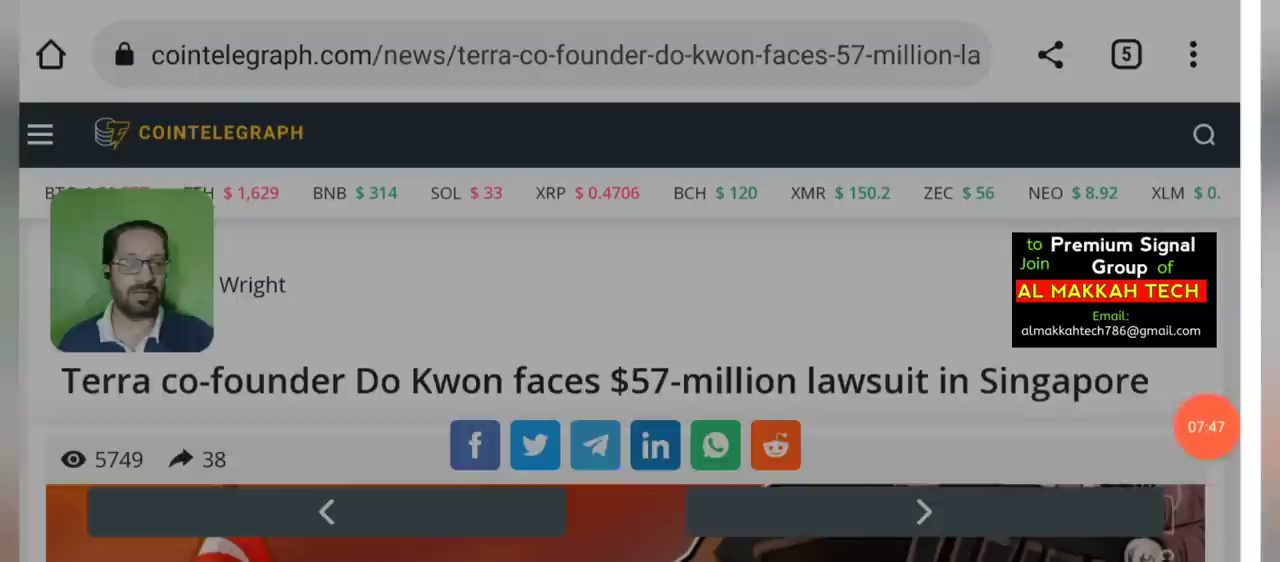 cointelegraph.com/news/terra-co-founder-do-kwon-faces-57-million-la
5
COINTELEGRAPH
$ 1,629 BNB $ 314 SOL $ 33 XRP $ 0.4706 BCH $ 120 XMR $ 150.2 ZEC $ 56 NEO $ 8.92 XLM $ 0.
Wright
to Premium Signal
Join Group of
AL MAKKAH TECH
Email:
almakkahtech786@gmail.com
Terra co-founder Do Kwon faces $57-million lawsuit in Singapore
07:47
5749 38